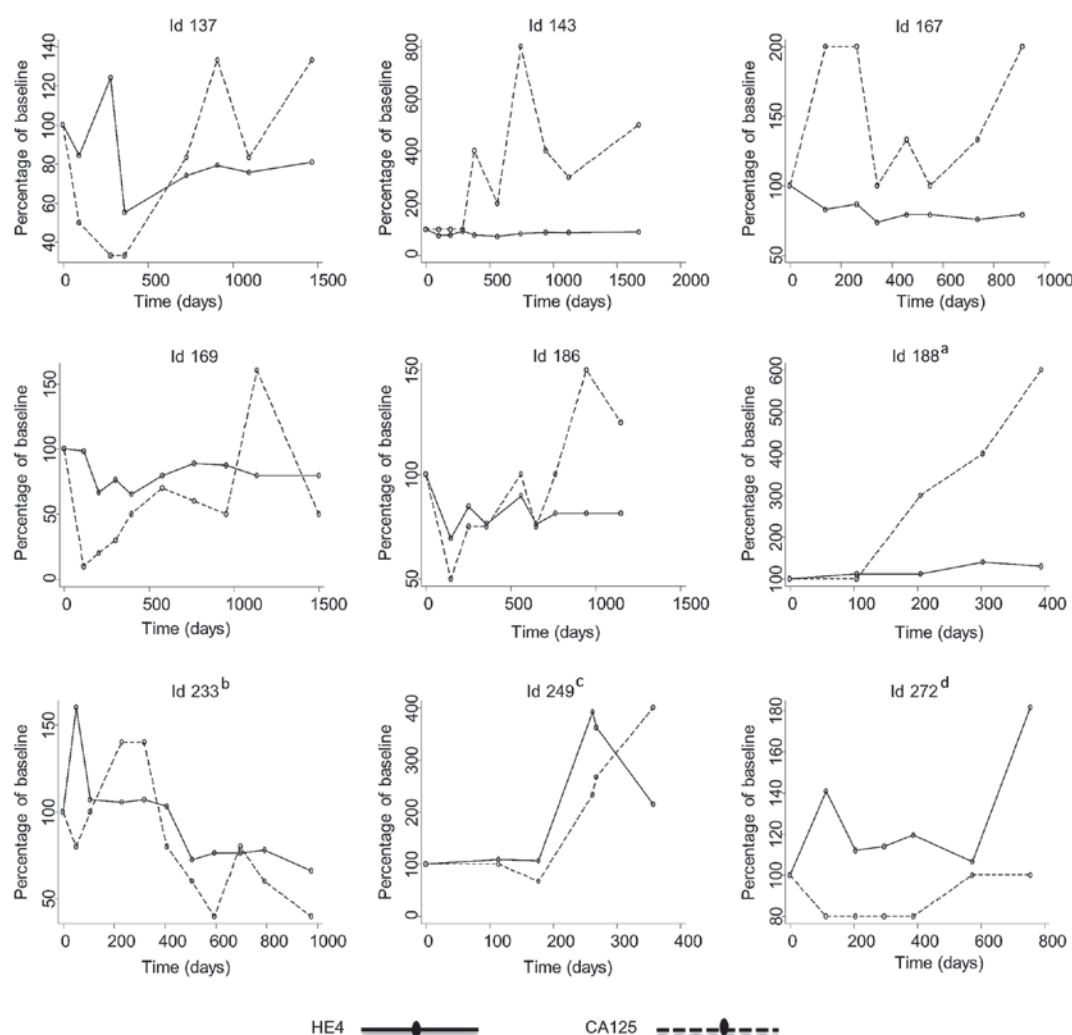 Id 137
Percentage of baseline
40 60 80 100 120 140
0 500 1000 1500
Time (days)
Id 143
Percentage of baseline
0 200 400 600 800
0 500 1000 1500 2000
Time (days)
Id 167
Percentage of baseline
50 100 150 200
0 200 400 600 800 1000
Time (days)
Id 169
Percentage of baseline
0 50 100 150
0 500 1000 1500
Time (days)
Id 186
Percentage of baseline
50 100 150
0 500 1000 1500
Time (days)
Id 188a
Percentage of baseline
100 200 300 400 500 600
0 100 200 300 400
Time (days)
Id 233b
Percentage of baseline
50 100 150
0 200 400 600 800 1000
Time (days)
Id 249c
Percentage of baseline
0 100 200 300 400
0 100 200 300 400
Time (days)
Id 272d
Percentage of baseline
80 100 120 140 160 180
0 200 400 600 800
Time (days)
HE4 CA125